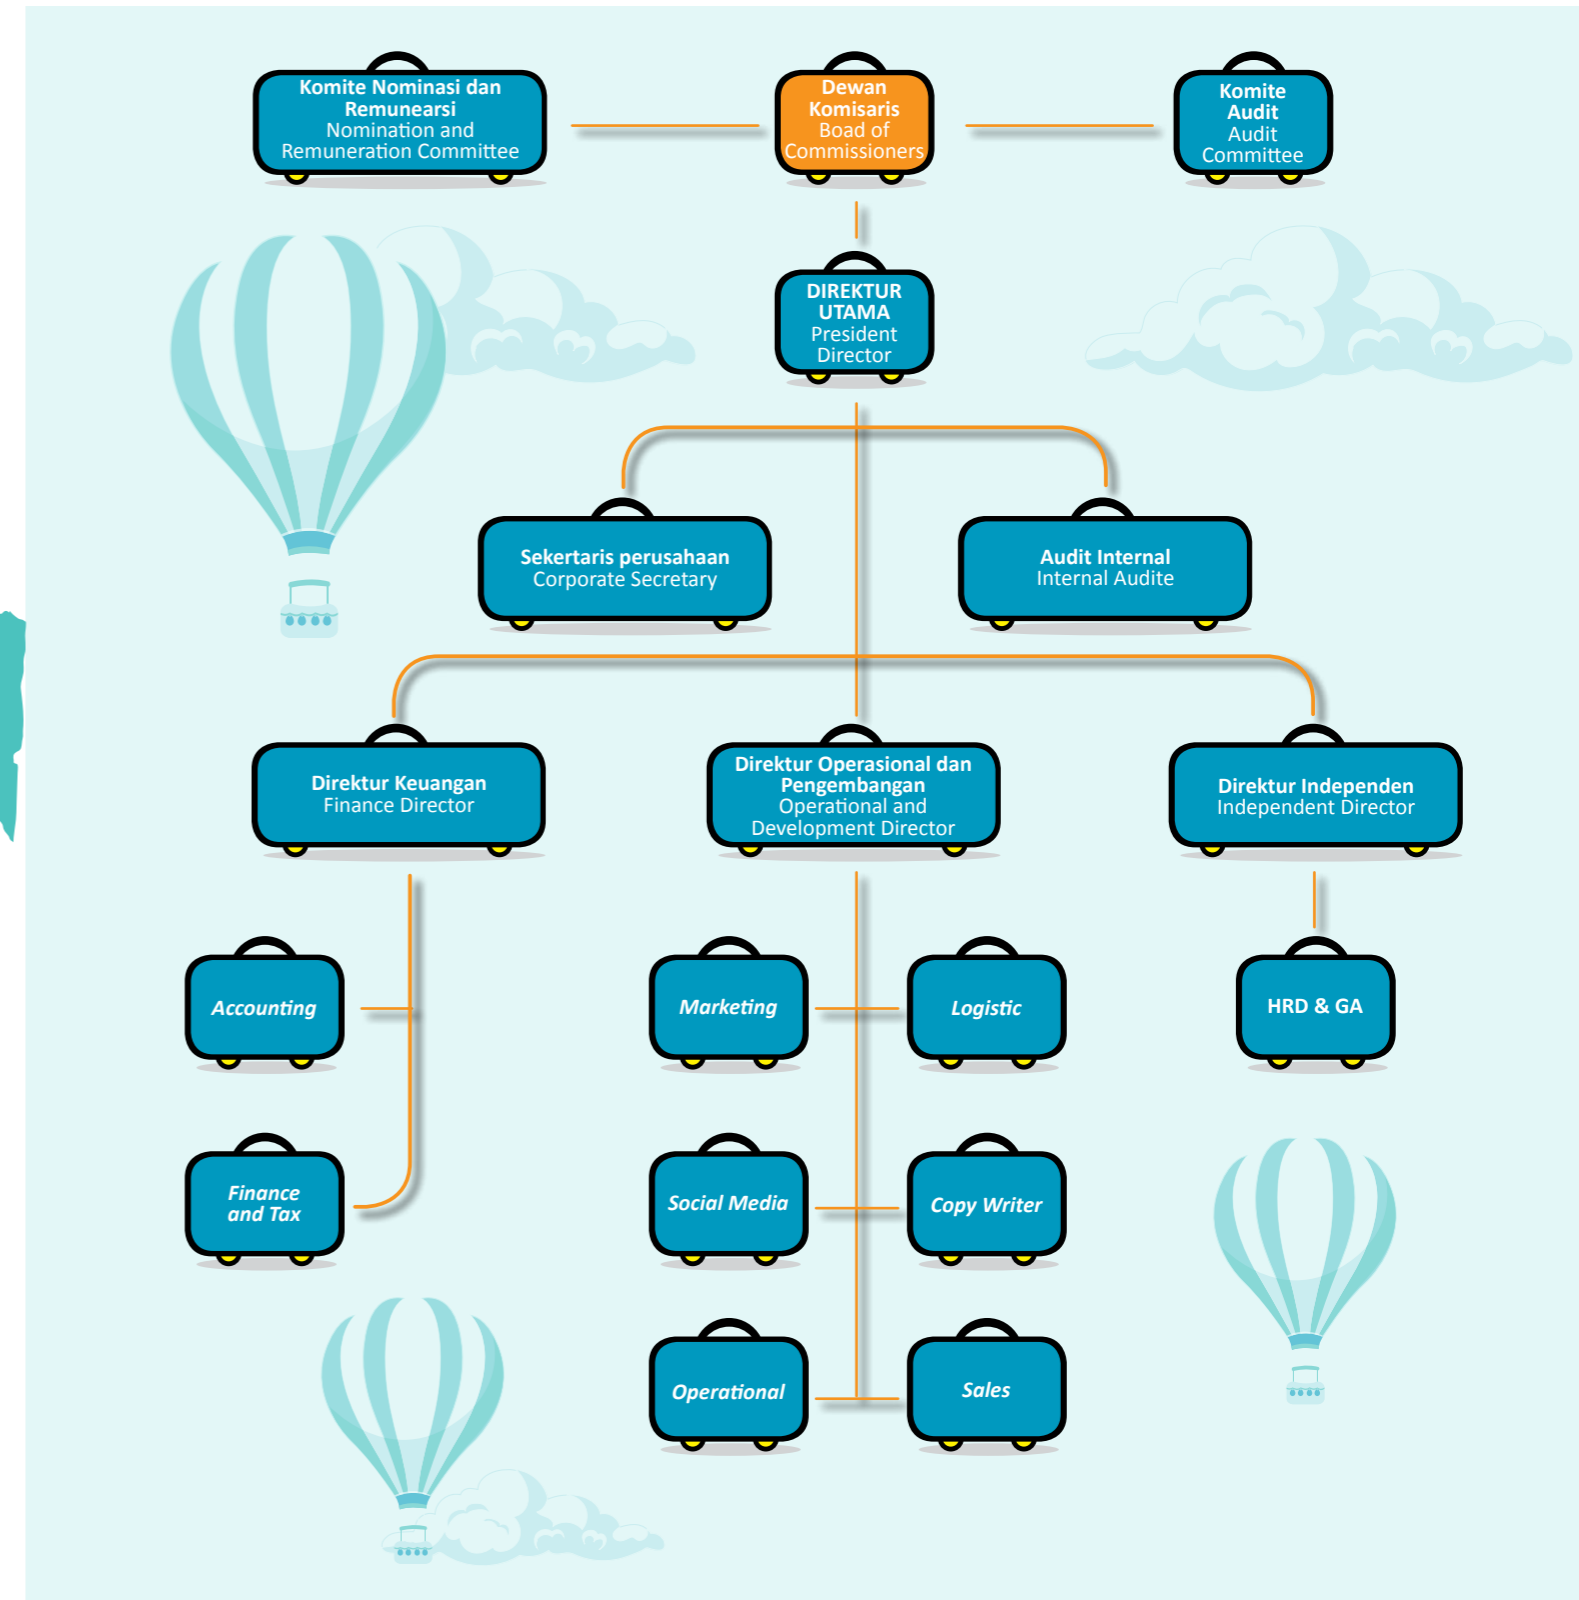 Komite Nominasi dan
Remunearsi
Nomination and
Remuneration Committee
Dewan
Komisaris
Boad of
Commissioners
Komite
Audit
Audit
Committee
DIREKTUR
UTAMA
President
Director
Sekertaris perusahaan
Corporate Secretary
Audit Internal
Internal Audite
Direktur Keuangan
Finance Director
Direktur Operasional dan
Pengembangan
Operational and
Development Director
Direktur Independen
Independent Director
Accounting
Marketing
Logistic
HRD & GA
Finance
and Tax
Social Media
Copy Writer
Operational
Sales